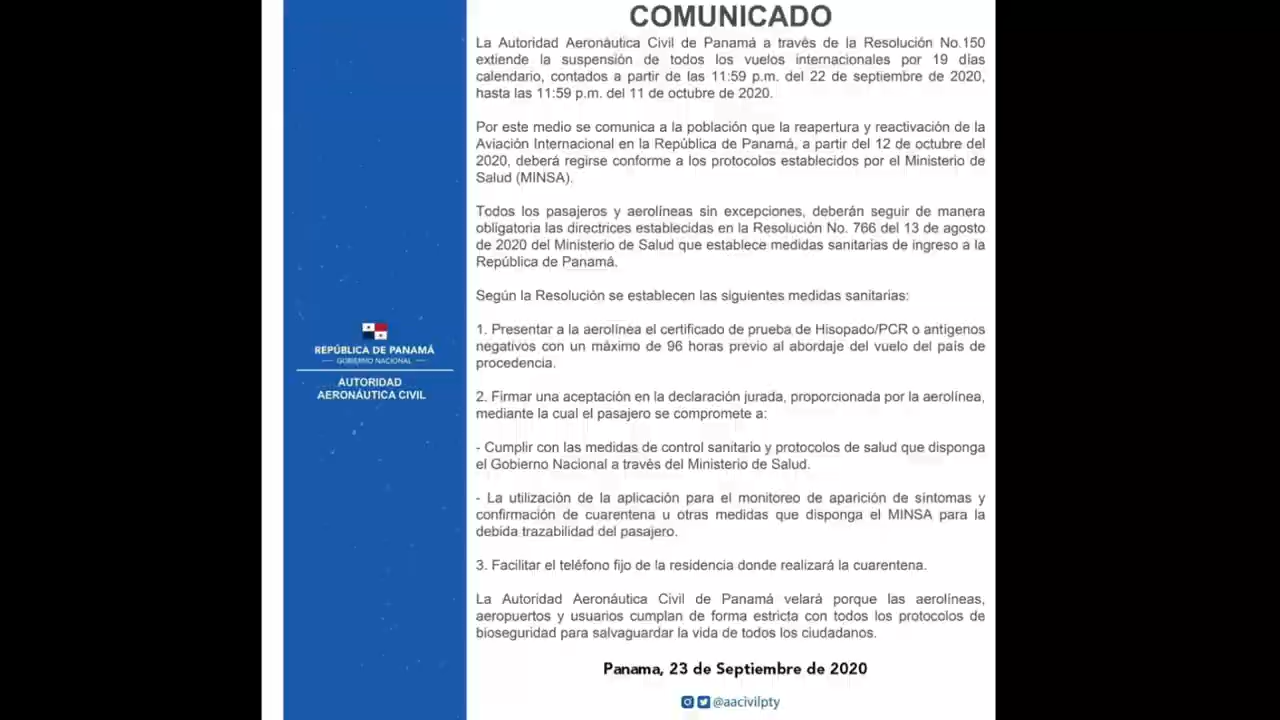 COMUNICADO
La Autoridad Aeronáutica Civil de Panamá a través de la Resolución No.150
extiende la suspensión de todos los vuelos internacionales por 19 días
calendario, contados a partir de las 11:59 p.m. del 22 de septiembre de 2020,
hasta las 11:59 p.m. del 11 de octubre de 2020.
Por este medio se comunica a la población que la reapertura y reactivación de la
Aviación Internacional en la República de Panamá, a partir del 12 de octubre del
2020, deberá regirse conforme a los protocolos establecidos por el Ministerio de
Salud (MINSA).
Todos los pasajeros y aerolíneas sin excepciones, deberán seguir de manera
obligatoria las directrices establecidas en la Resolución No. 766 del 13 de agosto
de 2020 del Ministerio de Salud que establece medidas sanitarias de ingreso a la
República de Panamá.
Según la Resolución se establecen las siguientes medidas sanitarias:
1. Presentar a la aerolínea el certificado de prueba de Hisopado/PCR o antígenos
negativos con un máximo de 96 horas previo al abordaje del vuelo del país de
procedencia.
2. Firmar una aceptación en la declaración jurada, proporcionada por la aerolínea,
mediante la cual el pasajero se compromete a:
- Cumplir con las medidas de control sanitario y protocolos de salud que disponga
el Gobierno Nacional a través del Ministerio de Salud.
- La utilización de la aplicación para el monitoreo de aparición de síntomas y
confirmación de cuarentena u otras medidas que disponga el MINSA para la
debida trazabilidad del pasajero.
3. Facilitar el teléfono fijo de la residencia donde realizará la cuarentena.
La Autoridad Aeronáutica Civil de Panamá velará porque las aerolíneas,
aeropuertos y usuarios cumplan de forma estricta con todos los protocolos de
bioseguridad para salvaguardar la vida de todos los ciudadanos.
Panama, 23 de Septiembre de 2020
@aacivilpty
REPÚBLICA DE PANAMÁ
GOBIERNO NACIONAL
AUTORIDAD
AERONÁUTICA CIVIL